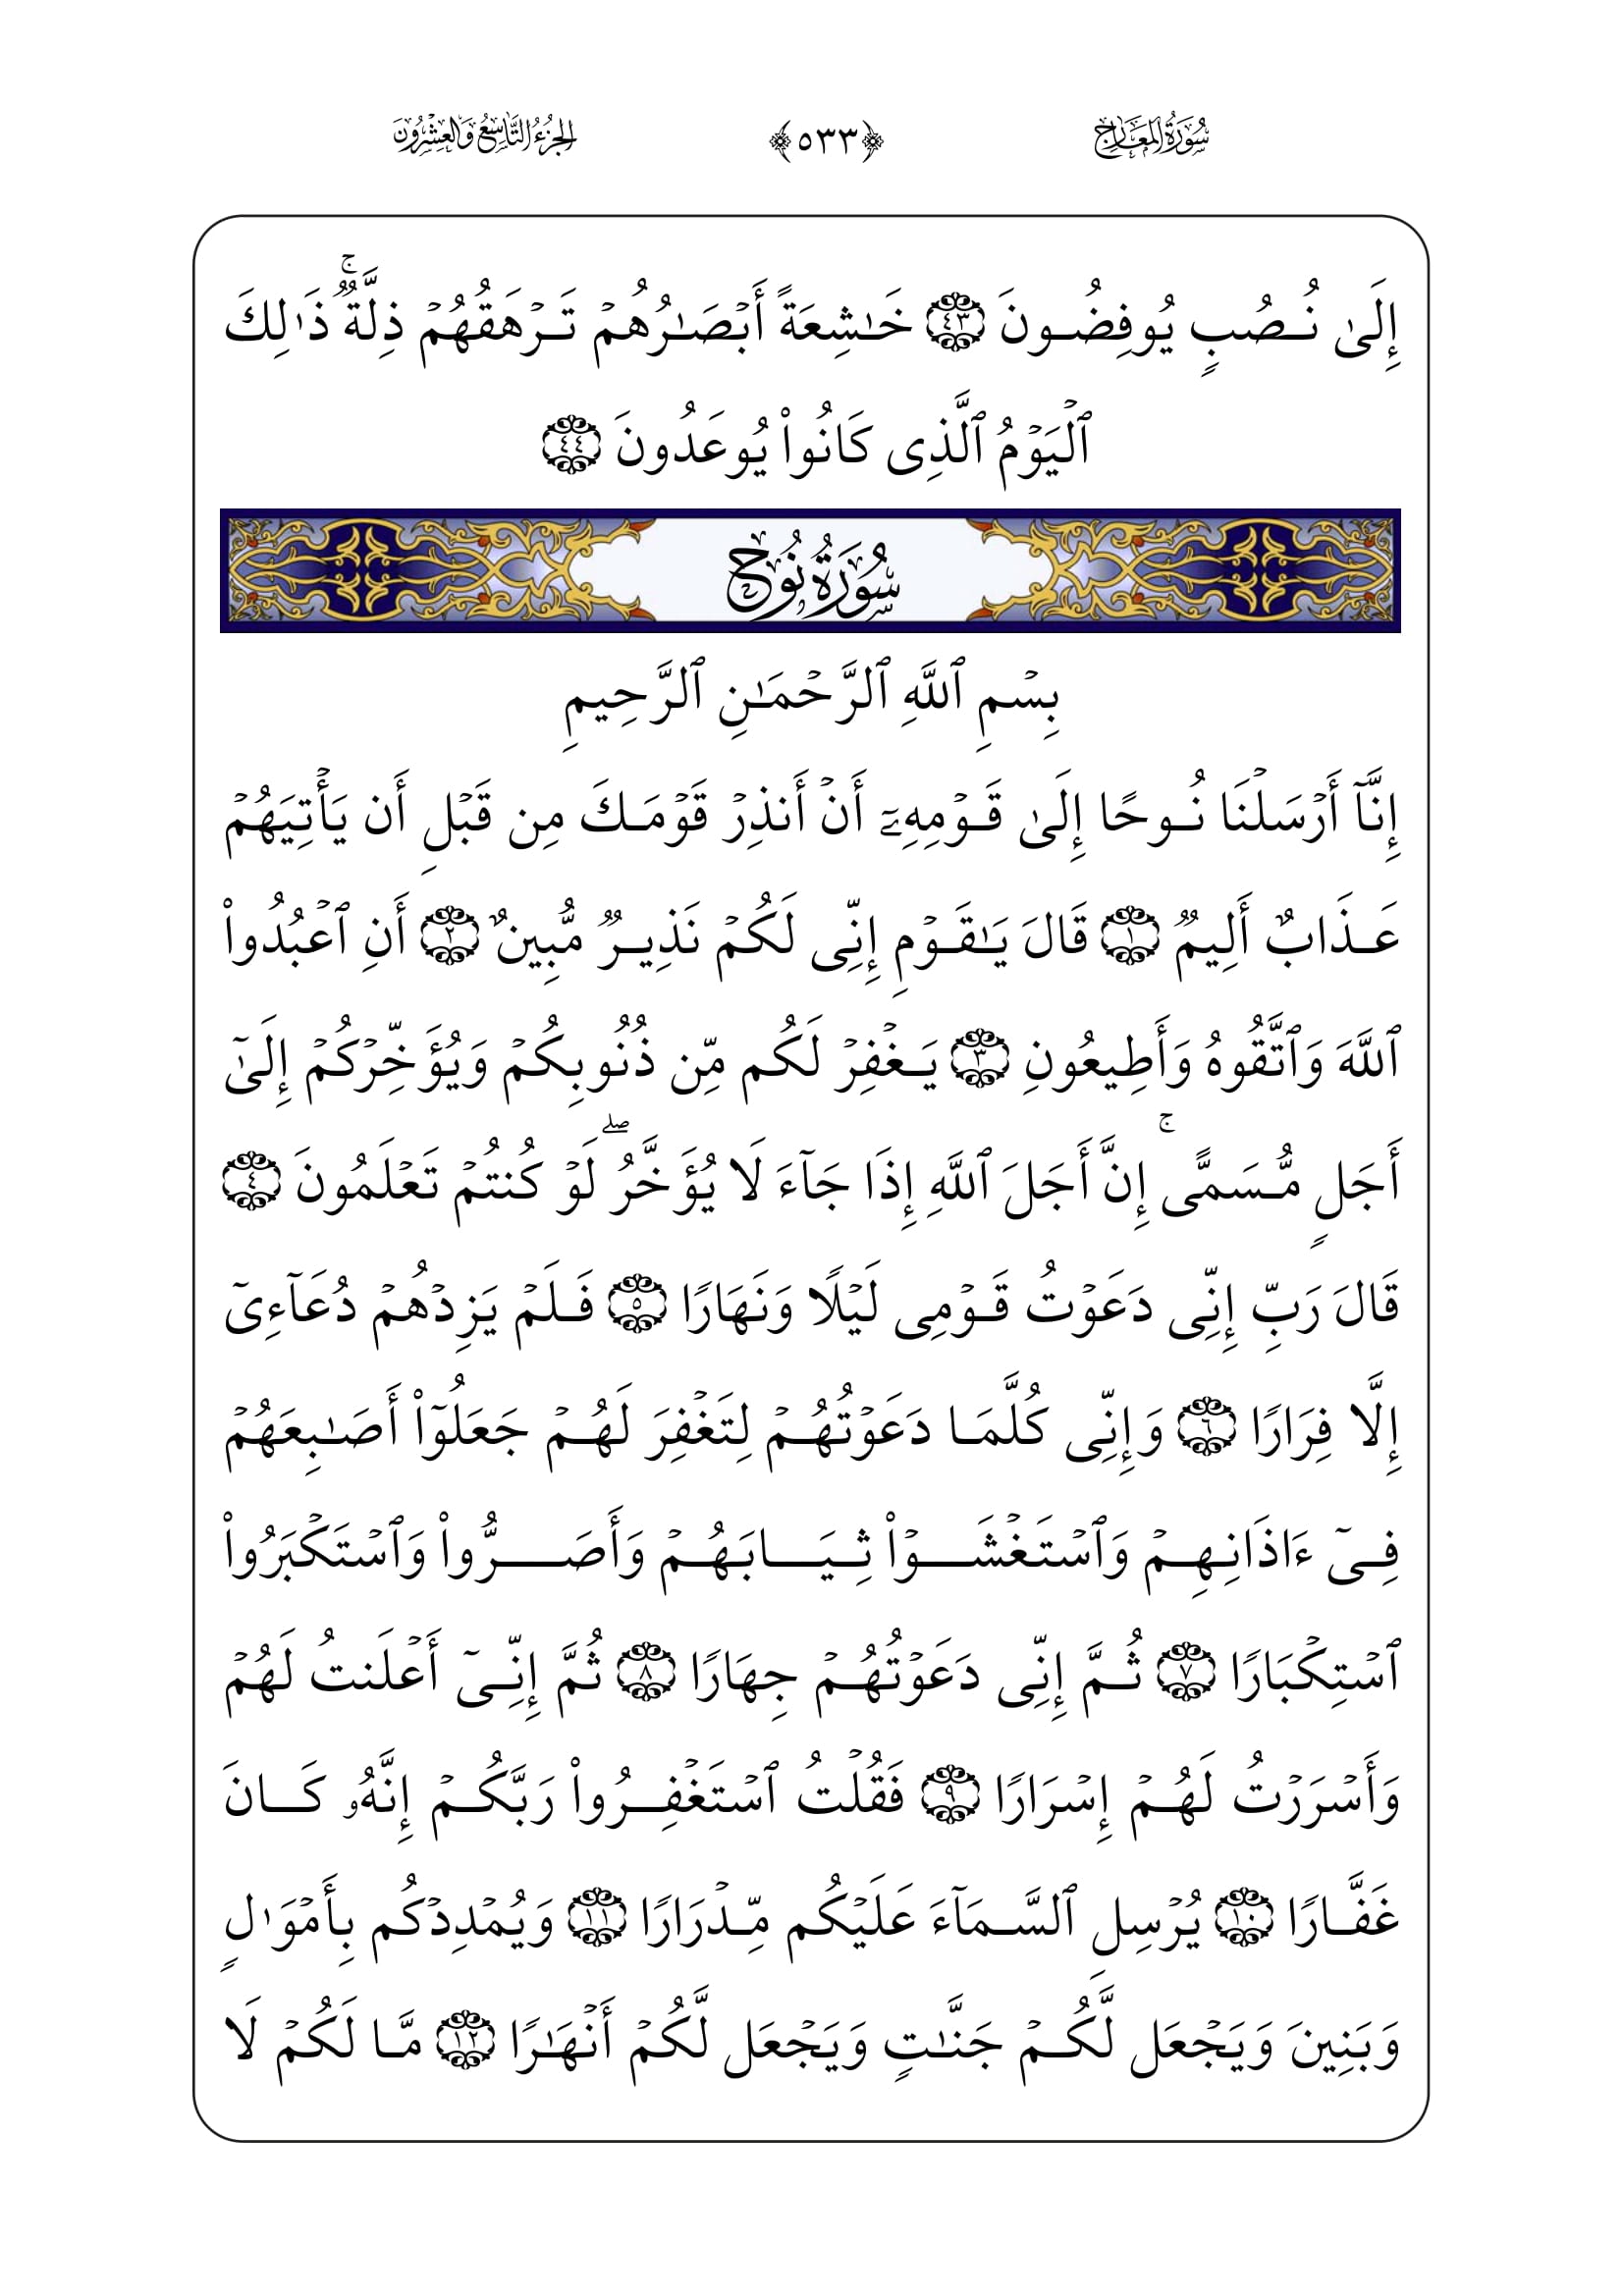 سُورَةُ المَعَارِج ﴿٥٣٣﴾ الجُزْءُ التَّاسِعُ وَالعِشْرُونَ
إِلَىٰ نُصُبٍ يُوفِضُونَ ٤٣ خَـٰشِعَةً أَبۡصَـٰرُهُمۡ تَرۡهَقُهُمۡ ذِلَّةٌۚ ذَٰلِكَ
ٱلۡيَوۡمُ ٱلَّذِى كَانُوا۟ يُوعَدُونَ ٤٤
سُورَةُ نُوحٍ
بِسۡمِ ٱللَّهِ ٱلرَّحۡمَـٰنِ ٱلرَّحِيمِ
إِنَّآ أَرۡسَلۡنَا نُوحًا إِلَىٰ قَوۡمِهِۦٓ أَنۡ أَنذِرۡ قَوۡمَكَ مِن قَبۡلِ أَن يَأۡتِيَهُمۡ
عَذَابٌ أَلِيمٌ ١ قَالَ يَـٰقَوۡمِ إِنِّى لَكُمۡ نَذِيرٌ مُّبِينٌ ٢ أَنِ ٱعۡبُدُوا۟
ٱللَّهَ وَٱتَّقُوهُ وَأَطِيعُونِ ٣ يَغۡفِرۡ لَكُم مِّن ذُنُوبِكُمۡ وَيُؤَخِّرۡكُمۡ إِلَىٰٓ
أَجَلٍ مُّسَمًّىۚ إِنَّ أَجَلَ ٱللَّهِ إِذَا جَآءَ لَا يُؤَخَّرُۖ لَوۡ كُنتُمۡ تَعۡلَمُونَ ٤
قَالَ رَبِّ إِنِّى دَعَوۡتُ قَوۡمِى لَيۡلًا وَنَهَارًا ٥ فَلَمۡ يَزِدۡهُمۡ دُعَآءِىٓ
إِلَّا فِرَارًا ٦ وَإِنِّى كُلَّمَا دَعَوۡتُهُمۡ لِتَغۡفِرَ لَهُمۡ جَعَلُوٓا۟ أَصَـٰبِعَهُمۡ
فِىٓ ءَاذَانِهِمۡ وَٱسۡتَغۡشَوۡا۟ ثِيَابَهُمۡ وَأَصَرُّوا۟ وَٱسۡتَكۡبَرُوا۟
ٱسۡتِكۡبَارًا ٧ ثُمَّ إِنِّى دَعَوۡتُهُمۡ جِهَارًا ٨ ثُمَّ إِنِّىٓ أَعۡلَنتُ لَهُمۡ
وَأَسۡرَرۡتُ لَهُمۡ إِسۡرَارًا ٩ فَقُلۡتُ ٱسۡتَغۡفِرُوا۟ رَبَّكُمۡ إِنَّهُۥ كَانَ
غَفَّارًا ١٠ يُرۡسِلِ ٱلسَّمَآءَ عَلَيۡكُم مِّدۡرَارًا ١١ وَيُمۡدِدۡكُم بِأَمۡوَٰلٍ
وَبَنِينَ وَيَجۡعَل لَّكُمۡ جَنَّـٰتٍ وَيَجۡعَل لَّكُمۡ أَنۡهَـٰرًا ١٢ مَّا لَكُمۡ لَا